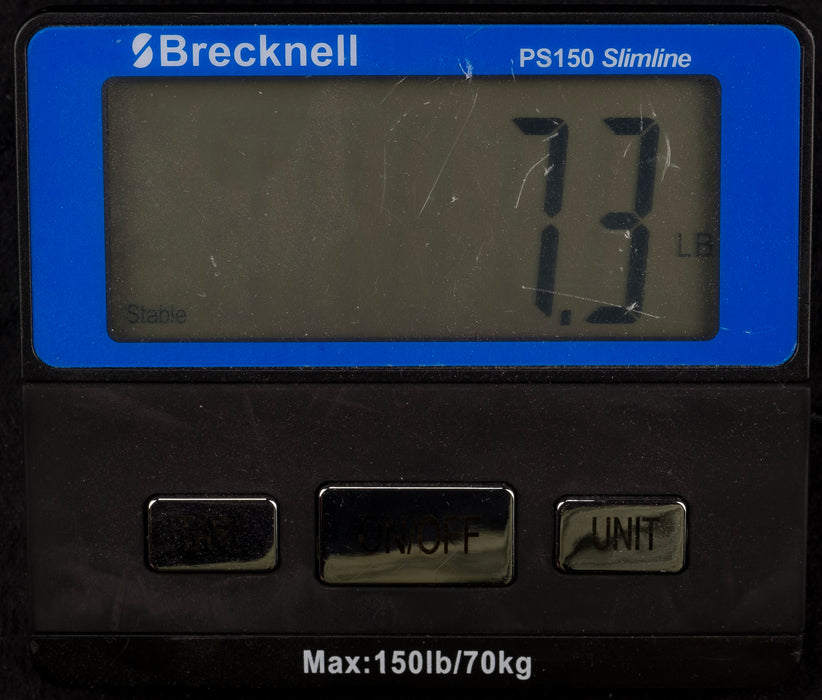 Brecknell
PS150 Slimline
7.3
LB
Stable
ON/OFF
UNIT
Max:150lb/70kg